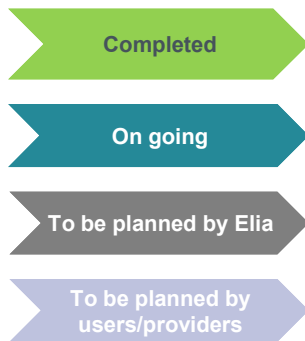 Completed
On going
To be planned by Elia
To be planned by
users/providers